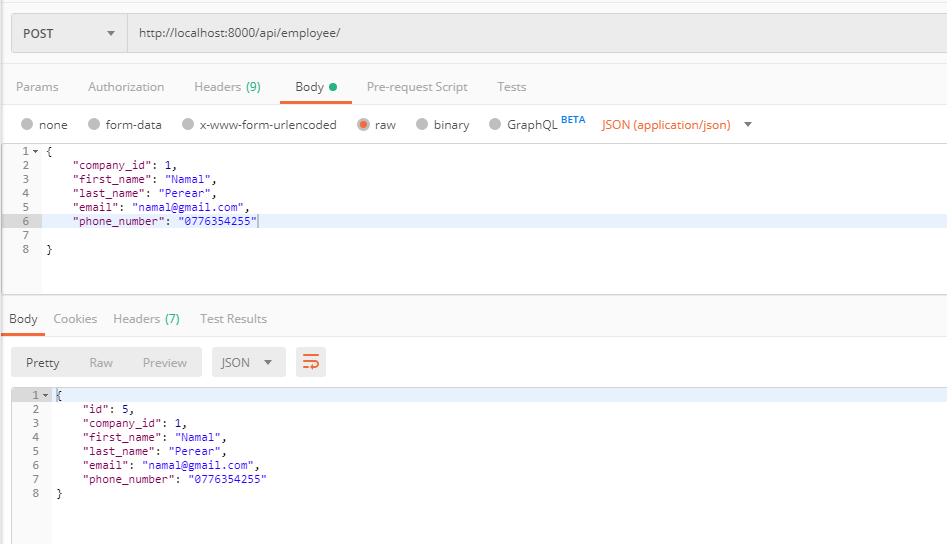 POST http://localhost:8000/api/employee/
Params Authorization Headers (9) Body Pre-request Script Tests
none form-data x-www-form-urlencoded raw binary GraphQL BETA JSON (application/json)
1 {
2 "company_id": 1,
3 "first_name": "Namal",
4 "last_name": "Perear",
5 "email": "namal@gmail.com",
6 "phone_number": "0776354255"
7
8 }
Body Cookies Headers (7) Test Results
Pretty Raw Preview JSON
1 {
2 "id": 5,
3 "company_id": 1,
4 "first_name": "Namal",
5 "last_name": "Perear",
6 "email": "namal@gmail.com",
7 "phone_number": "0776354255"
8 }